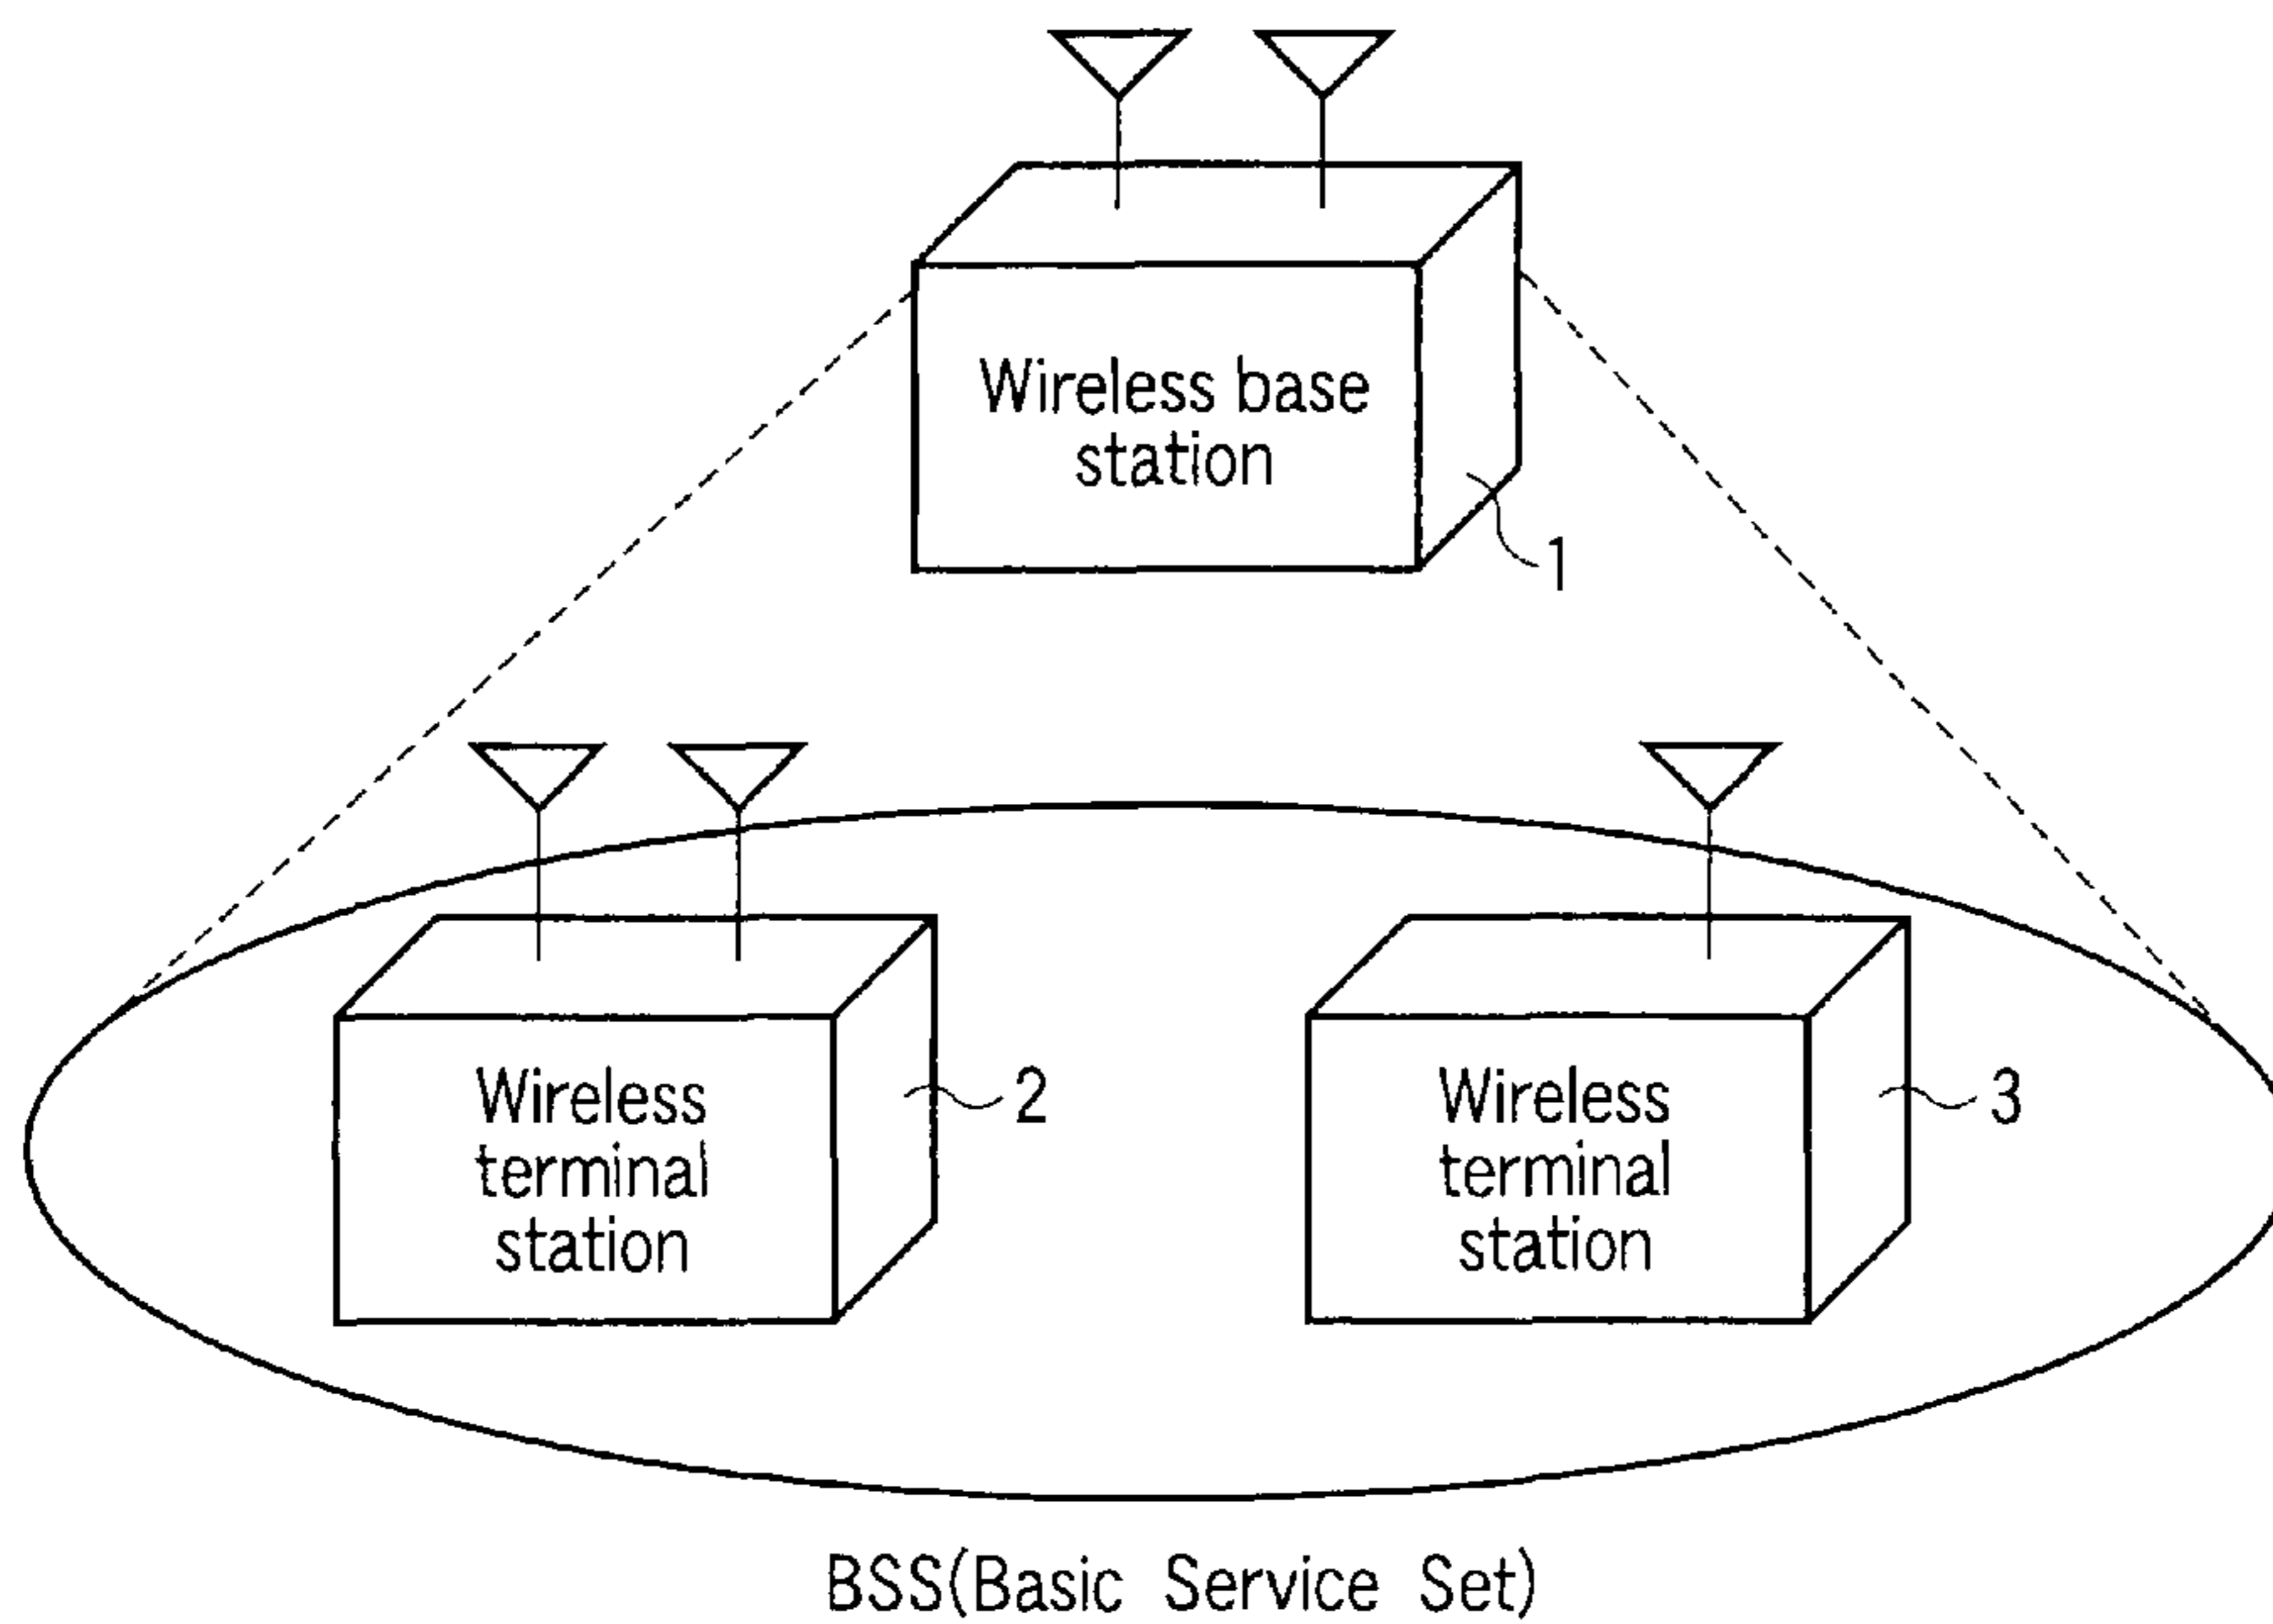 Wireless base
station
1
Wireless
terminal
station
2
Wireless
terminal
station
3
BSS(Basic Service Set)